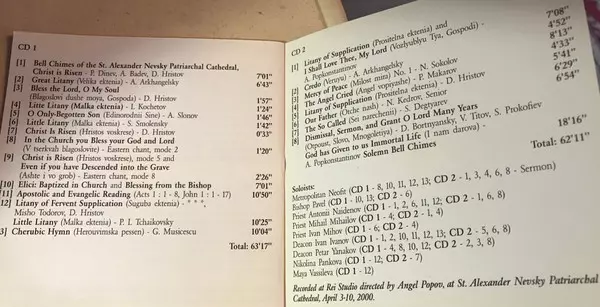 CD 1
[1] Bell Chimes of the St. Alexander Nevsky Patriarchal Cathedral,
Christ is Risen - P. Dinev, A. Badev, D. Hristov 7'01"
[2] Great Litany (Velika ektenia) - A. Arkhangelsky 6'43"
[3] Bless the Lord, O My Soul
(Blagoslovi dushe moya, Gospoda) - D. Hristov 1'57"
[4] Litte Litany (Malka ektenia) - I. Kochetov 1'24"
[5] O Only-Begotten Son (Edinorodni Sine) - A. Slonov 1'46"
[6] Little Litany (Malka ektenia) - S. Smolensky 1'42"
[7] Christ Is Risen (Hristos voskrese) - D. Hristov 0'33"
[8] In the Church you Bless you God and Lord
(V tserkvah blagoslovite) - Eastern chant, mode 2 1'20"
[9] Christ is Risen (Hristos voskrese), mode 5 and
Even if you have Descended into the Grave
(Ashte i vo grob) - Eastern chant, mode 8 2'26"
[10] Elici: Baptized in Church and Blessing from the Bishop 7'01"
[11] Apostolic and Evangelic Reading (Acts 1 : 1 - 8, John 1 : 1 - 17) 10'50"
[12] Litany of Fervent Supplication (Suguba ektenia) - * * *,
Misho Todorov, D. Hristov
Little Litany (Malka ektenia) - P. I. Tchaikovsky 10'25"
3] Cherubic Hymn (Herouvimska pessen) - G. Musicescu 10'04"
Total: 63'17"
CD 2
[1] Litany of Supplication (Prositelna ektenia) and
I Shall Love Thee, My Lord (Vozlyublyu Tya, Gospodi) -
A. Popkonstantinov 7'08"
[2] Credo (Veruyu) - A. Arkhangelsky 4'52"
[3] Mercy of Peace (Milost mira) No. 1 - N. Sokolov 8'13"
[4] The Angel Cried (Angel vopiyashe) - P. Makarov 4'33"
[5] Litany of Supplication (Prositelna ektenia) - D. Hristov 5'41"
[6] Our Father (Otche nash) - N. Kedrov, Senior 6'29"
[7] The So Called (Sei narechenii) - S. Degtyarev 6'54"
[8] Dismissal, Sermon, and Grant O Lord Many Years
(Otpust, Slovo, Mnogoletiya) - D. Bortnyansky, V. Titov, S. Prokofiev
God has Given to us Immortal Life (I nam darova) -
A. Popkonstantinov Solemn Bell Chimes 18'16"
Total: 62'11"
Soloists:
Metropolitan Neofit (CD 1 - 8, 10, 11, 12, 13; CD 2 - 1, 3, 4, 6, 8 - Sermon)
Bishop Pavel (CD 1 - 10, 13; CD 2 - 6)
Priest Antonii Naidenov (CD 1 - 1, 2, 6, 11, 12; CD 2 - 1, 6, 8)
Priest Mihail Mihailov (CD 1 - 4; CD 2 - 1, 4)
Priest Ivan Mihov (CD 1 - 6; CD 2 - 4)
Deacon Ivan Ivanov (CD 1 - 1, 2, 11, 12, 13; CD 2 - 5, 6, 8)
Deacon Petar Yanakov (CD 1 - 4, 8, 10, 12; CD 2 - 2, 3, 8)
Nikolina Pankova (CD 1 - 12; CD 2 - 7)
Maya Vassileva (CD 1 - 12)
Recorded at Rei Studio directed by Angel Popov, at St. Alexander Nevsky Patriarchal
Cathedral, April 3-10, 2000.